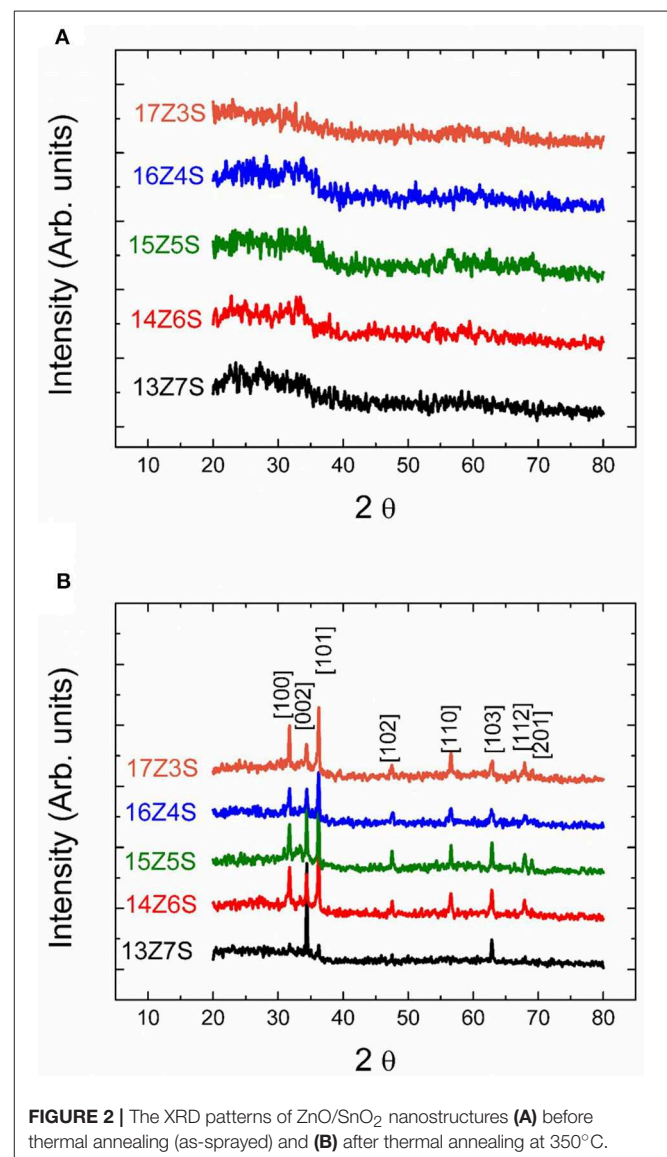 A
Intensity (Arb. units)
17Z3S
16Z4S
15Z5S
14Z6S
13Z7S
10 20 30 40 50 60 70 80
2 θ
B
Intensity (Arb. units)
[100]
[002]
[101]
[102]
[110]
[103]
[112]
[201]
17Z3S
16Z4S
15Z5S
14Z6S
13Z7S
10 20 30 40 50 60 70 80
2 θ
FIGURE 2 | The XRD patterns of ZnO/SnO₂ nanostructures (A) before
thermal annealing (as-sprayed) and (B) after thermal annealing at 350°C.